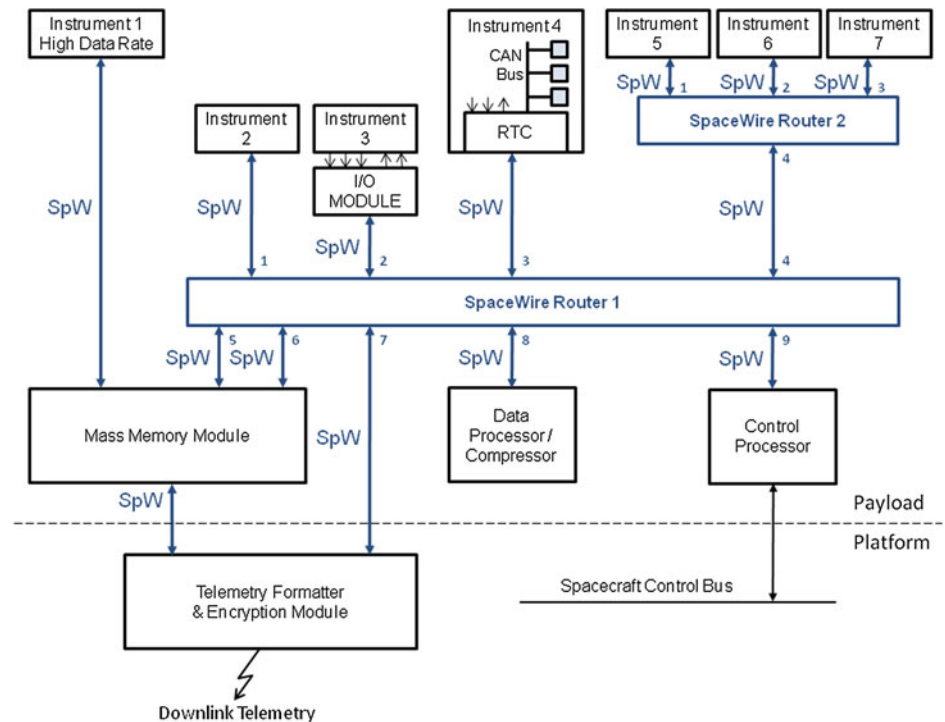 Instrument 1
High Data Rate
Instrument 4
CAN
Bus
RTC
Instrument
5
Instrument
6
Instrument
7
SpW
1
SpW
2
SpW
3
SpaceWire Router 2
4
Instrument
2
Instrument
3
I/O
MODULE
SpW
SpW
SpW
SpW
SpW
1
2
3
4
SpaceWire Router 1
SpW
5
SpW
6
7
SpW
8
SpW
9
Mass Memory Module
SpW
Data
Processor/
Compressor
Control
Processor
SpW
Payload
Platform
Telemetry Formatter
& Encryption Module
Spacecraft Control Bus
Downlink Telemetry